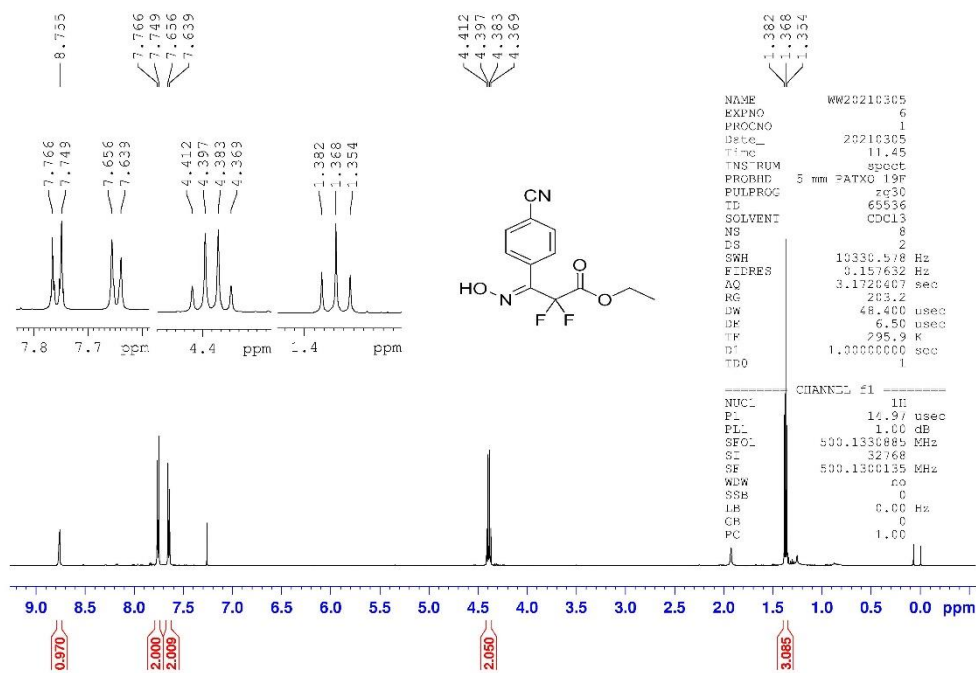 8.755
7.766
7.749
7.656
7.639
4.412
4.397
4.383
4.369
1.382
1.368
1.354
NAME WW20210305
EXPNO 6
PROCNO 1
Date_ 20210305
Time 11.45
INSTRUM spect
PROBHD 5 mm PATXO 19F
PULPROG zg30
TD 65536
SOLVENT CDCl3
NS 8
DS 2
SWH 10330.578 Hz
FIDRES 0.157632 Hz
AQ 3.1720407 sec
RG 203.2
DW 48.400 usec
DE 6.50 usec
TE 295.9 K
D1 1.00000000 sec
TD0 1
======== CHANNEL f1 ========
NUC1 1H
P1 14.97 usec
PL1 1.00 dB
SFO1 500.1330885 MHz
SI 32768
SF 500.1300135 MHz
WDW no
SSB 0
LB 0.00 Hz
GB 0
PC 1.00
7.766
7.749
7.656
7.639
4.412
4.397
4.383
4.369
1.382
1.368
1.354
7.8 7.7 ppm
4.4 ppm
1.4 ppm
CN
HO
N
O
O
F F
9.0 8.5 8.0 7.5 7.0 6.5 6.0 5.5 5.0 4.5 4.0 3.5 3.0 2.5 2.0 1.5 1.0 0.5 0.0 ppm
0.970
2.000
2.009
2.050
3.085